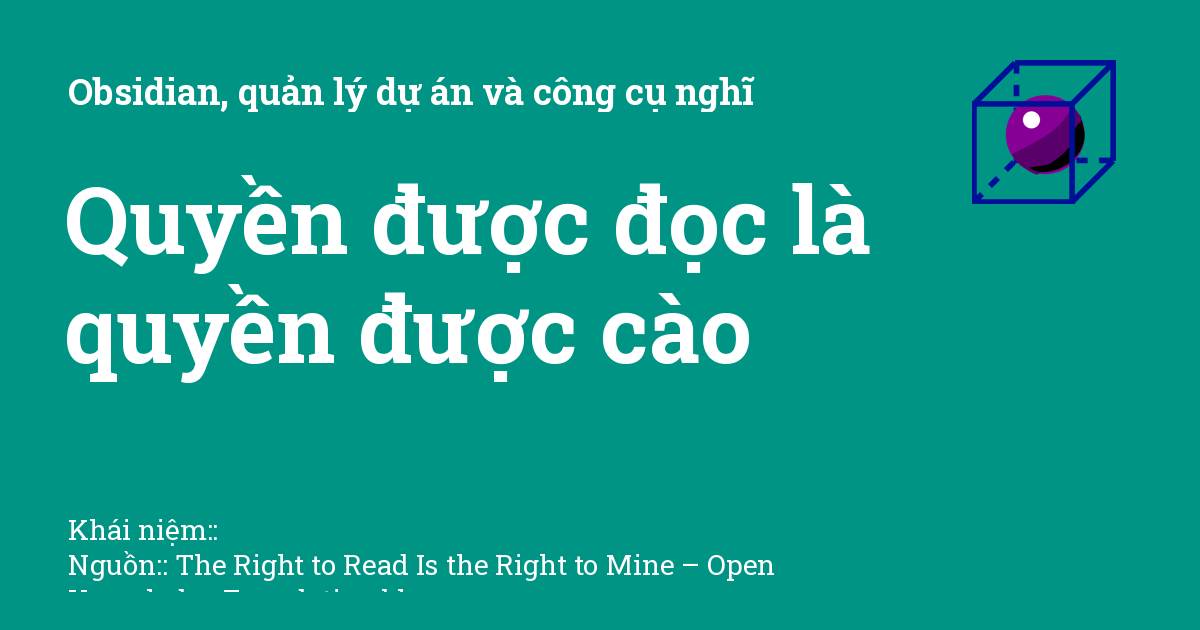 Obsidian, quản lý dự án và công cụ nghĩ
Quyền được đọc là
quyền được cào
Khái niệm::
Nguồn:: The Right to Read Is the Right to Mine – Open